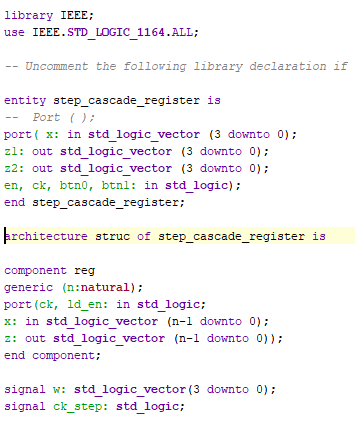 library IEEE;
use IEEE.STD_LOGIC_1164.ALL;
-- Uncomment the following library declaration if
entity step_cascade_register is
--  Port ( );
port( x: in std_logic_vector (3 downto 0);
z1: out std_logic_vector (3 downto 0);
z2: out std_logic_vector (3 downto 0);
en, ck, btn0, btn1: in std_logic);
end step_cascade_register;
architecture struc of step_cascade_register is
component reg
generic (n:natural);
port(ck, ld_en: in std_logic;
x: in std_logic_vector (n-1 downto 0);
z: out std_logic_vector (n-1 downto 0));
end component;
signal w: std_logic_vector(3 downto 0);
signal ck_step: std_logic;